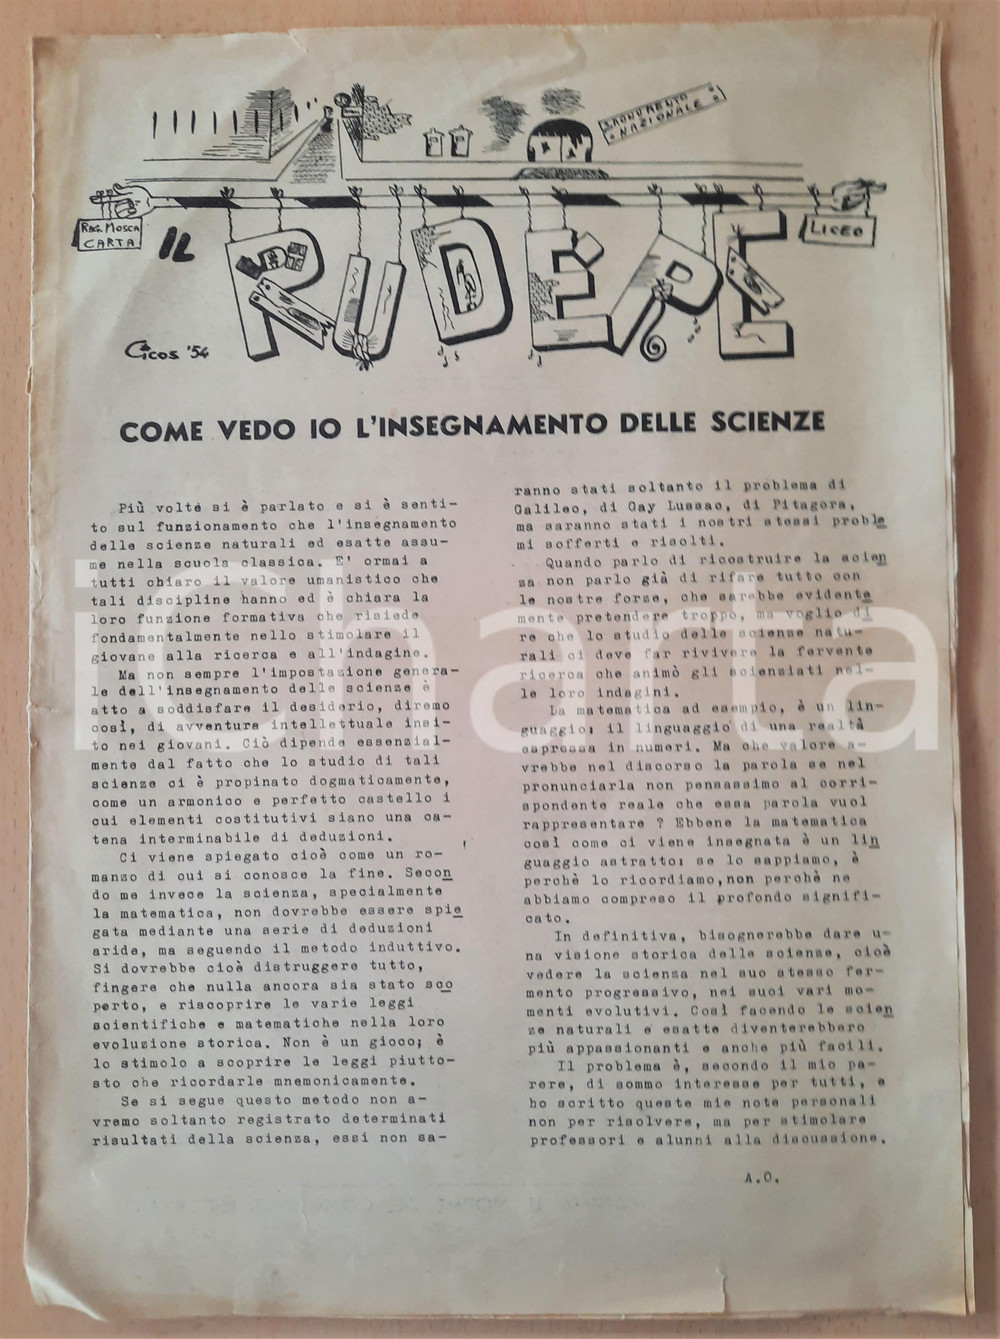 NAZIONALE
RAG. MOSCA
CARTA
LICEO
IL
RUDERE
Cicos '54
COME VEDO IO L'INSEGNAMENTO DELLE SCIENZE
Più volte si è parlato e si è senti-
to sul funzionamento che l'insegnamento
delle scienze naturali ed esatte assu-
me nella scuola classica. E' ormai a
tutti chiaro il valore umanistico che
tali discipline hanno ed è chiara la
loro funzione formativa che risiede
fondamentalmente nello stimolare il
giovane alla ricerca e all'indagine.
Ma non sempre l'impostazione genera-
le dell'insegnamento delle scienze è
atto a soddisfare il desiderio, diremo
così, di avventura intellettuale insi-
to nei giovani. Ciò dipende essenzial-
mente dal fatto che lo studio di tali
scienze ci è propinato dogmaticamente,
come un armonico e perfetto castello i
cui elementi costitutivi siano una ca-
tena interminabile di deduzioni.
Ci viene spiegato cioè come un ro-
manzo di cui si conosce la fine. Secon
do me invece la scienza, specialmente
la matematica, non dovrebbe essere spie
gata mediante una serie di deduzioni
aride, ma seguendo il metodo induttivo.
Si dovrebbe cioè distruggere tutto,
fingere che nulla ancora sia stato sco
perto, e riscoprire le varie leggi
scientifiche e matematiche nella loro
evoluzione storica. Non è un gioco; è
lo stimolo a scoprire le leggi piutto-
sto che ricordarle mnemonicamente.
Se si segue questo metodo non a-
vremo soltanto registrato determinati
risultati della scienza, essi non sa-
ranno stati soltanto il problema di
Galileo, di Gay Lussac, di Pitagora,
ma saranno stati i nostri stessi proble
mi sofferti e risolti.
Quando parlo di ricostruire la scien
za non parlo già di rifare tutto con
le nostre forze, che sarebbe evidente
mente pretendere troppo, ma voglio di
re che lo studio delle scienze natu-
rali ci deve far rivivere la fervente
ricerca che animò gli scienziati nel-
le loro indagini.
La matematica ad esempio, è un lin-
guaggio: il linguaggio di una realtà
espressa in numeri. Ma che valore a-
vrebbe nel discorso la parola se nel
pronunciarla non pensassimo al corri-
spondente reale che essa parola vuol
rappresentare ? Ebbene la matematica
così come ci viene insegnata è un lin
guaggio astratto: se lo sappiamo, è
perchè lo ricordiamo,non perchè ne
abbiamo compreso il profondo signifi-
cato.
In definitiva, bisognerebbe dare u-
na visione storica delle scienze, cioè
vedere la scienza nel suo stesso fer-
mento progressivo, nei suoi vari mo-
menti evolutivi. Così facendo le scien
ze naturali e esatte diventerebbero
più appassionanti e anche più facili.
Il problema è, secondo il mio pa-
rere, di sommo interesse per tutti, e
ho scritto queste mie note personali
non per risolvere, ma per stimolare
professori e alunni alla discussione.
A.O.